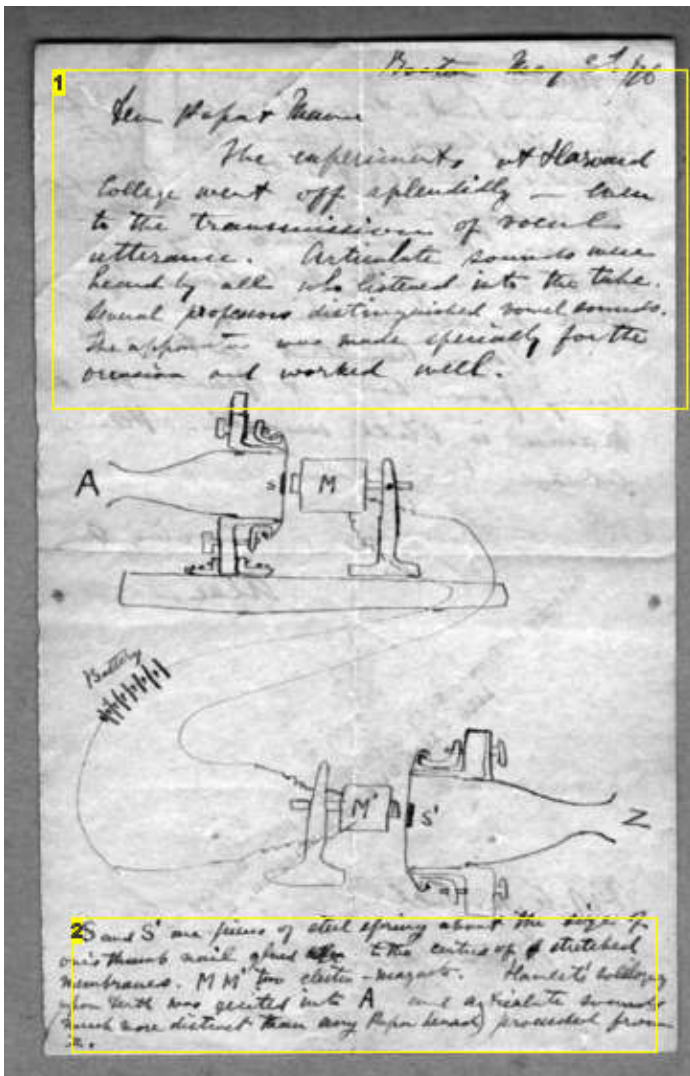 Boston May
Dear Papa & Mama
The experiments at Harvard
College went off splendidly — even
to the transmission of vocal
utterance. Articulate sounds were
heard by all who listened into the tube.
Several professors distinguished vowel sounds.
The apparatus was made specially for the
occasion and worked well.
A S M
Battery
M' S' Z
S and S' are pieces of steel spring about the size of
one's thumb nail glued to the centres of stretched
membranes. M M' two electro-magnets. Hamlet's soliloquy
upon death was recited into A and articulate sounds
(much more distinct than any Papa heard) proceeded from
Z.